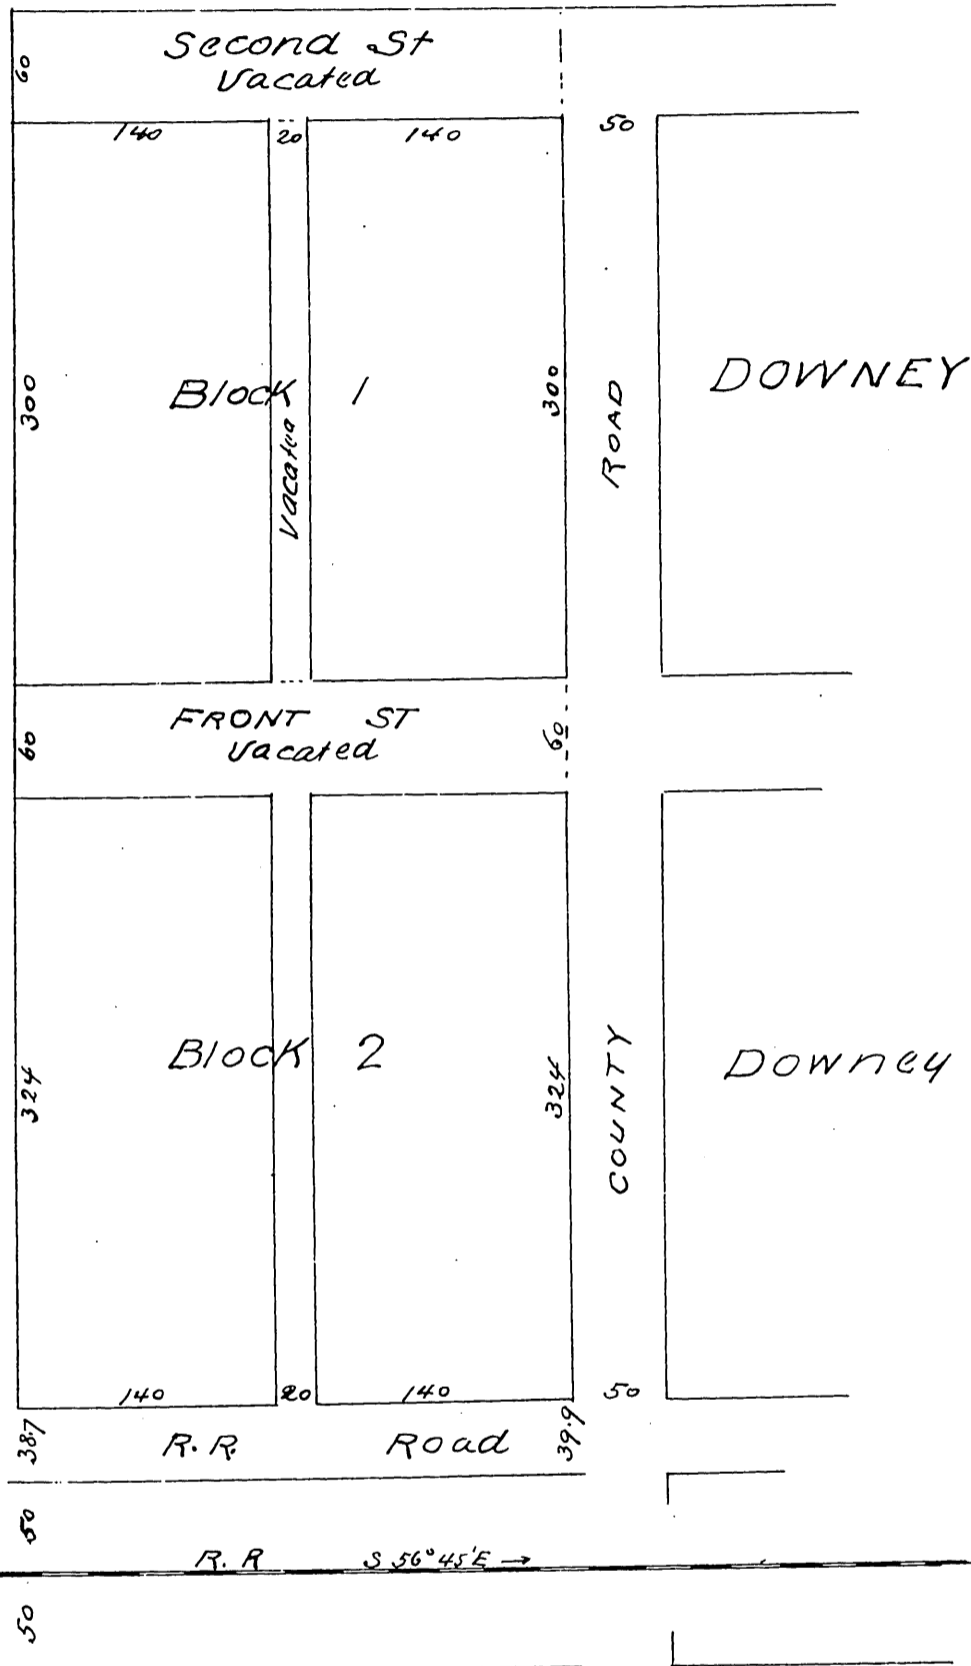 Second St
60
Vacated
140 20 140 50
300
Block 1
Vacated
300
ROAD
DOWNEY
FRONT ST
60
Vacated
60
324
Block 2
324
COUNTY
Downey
140 20 140 50
38.7
R.R. Road
39.9
50
R.R S 56°45'E →
50